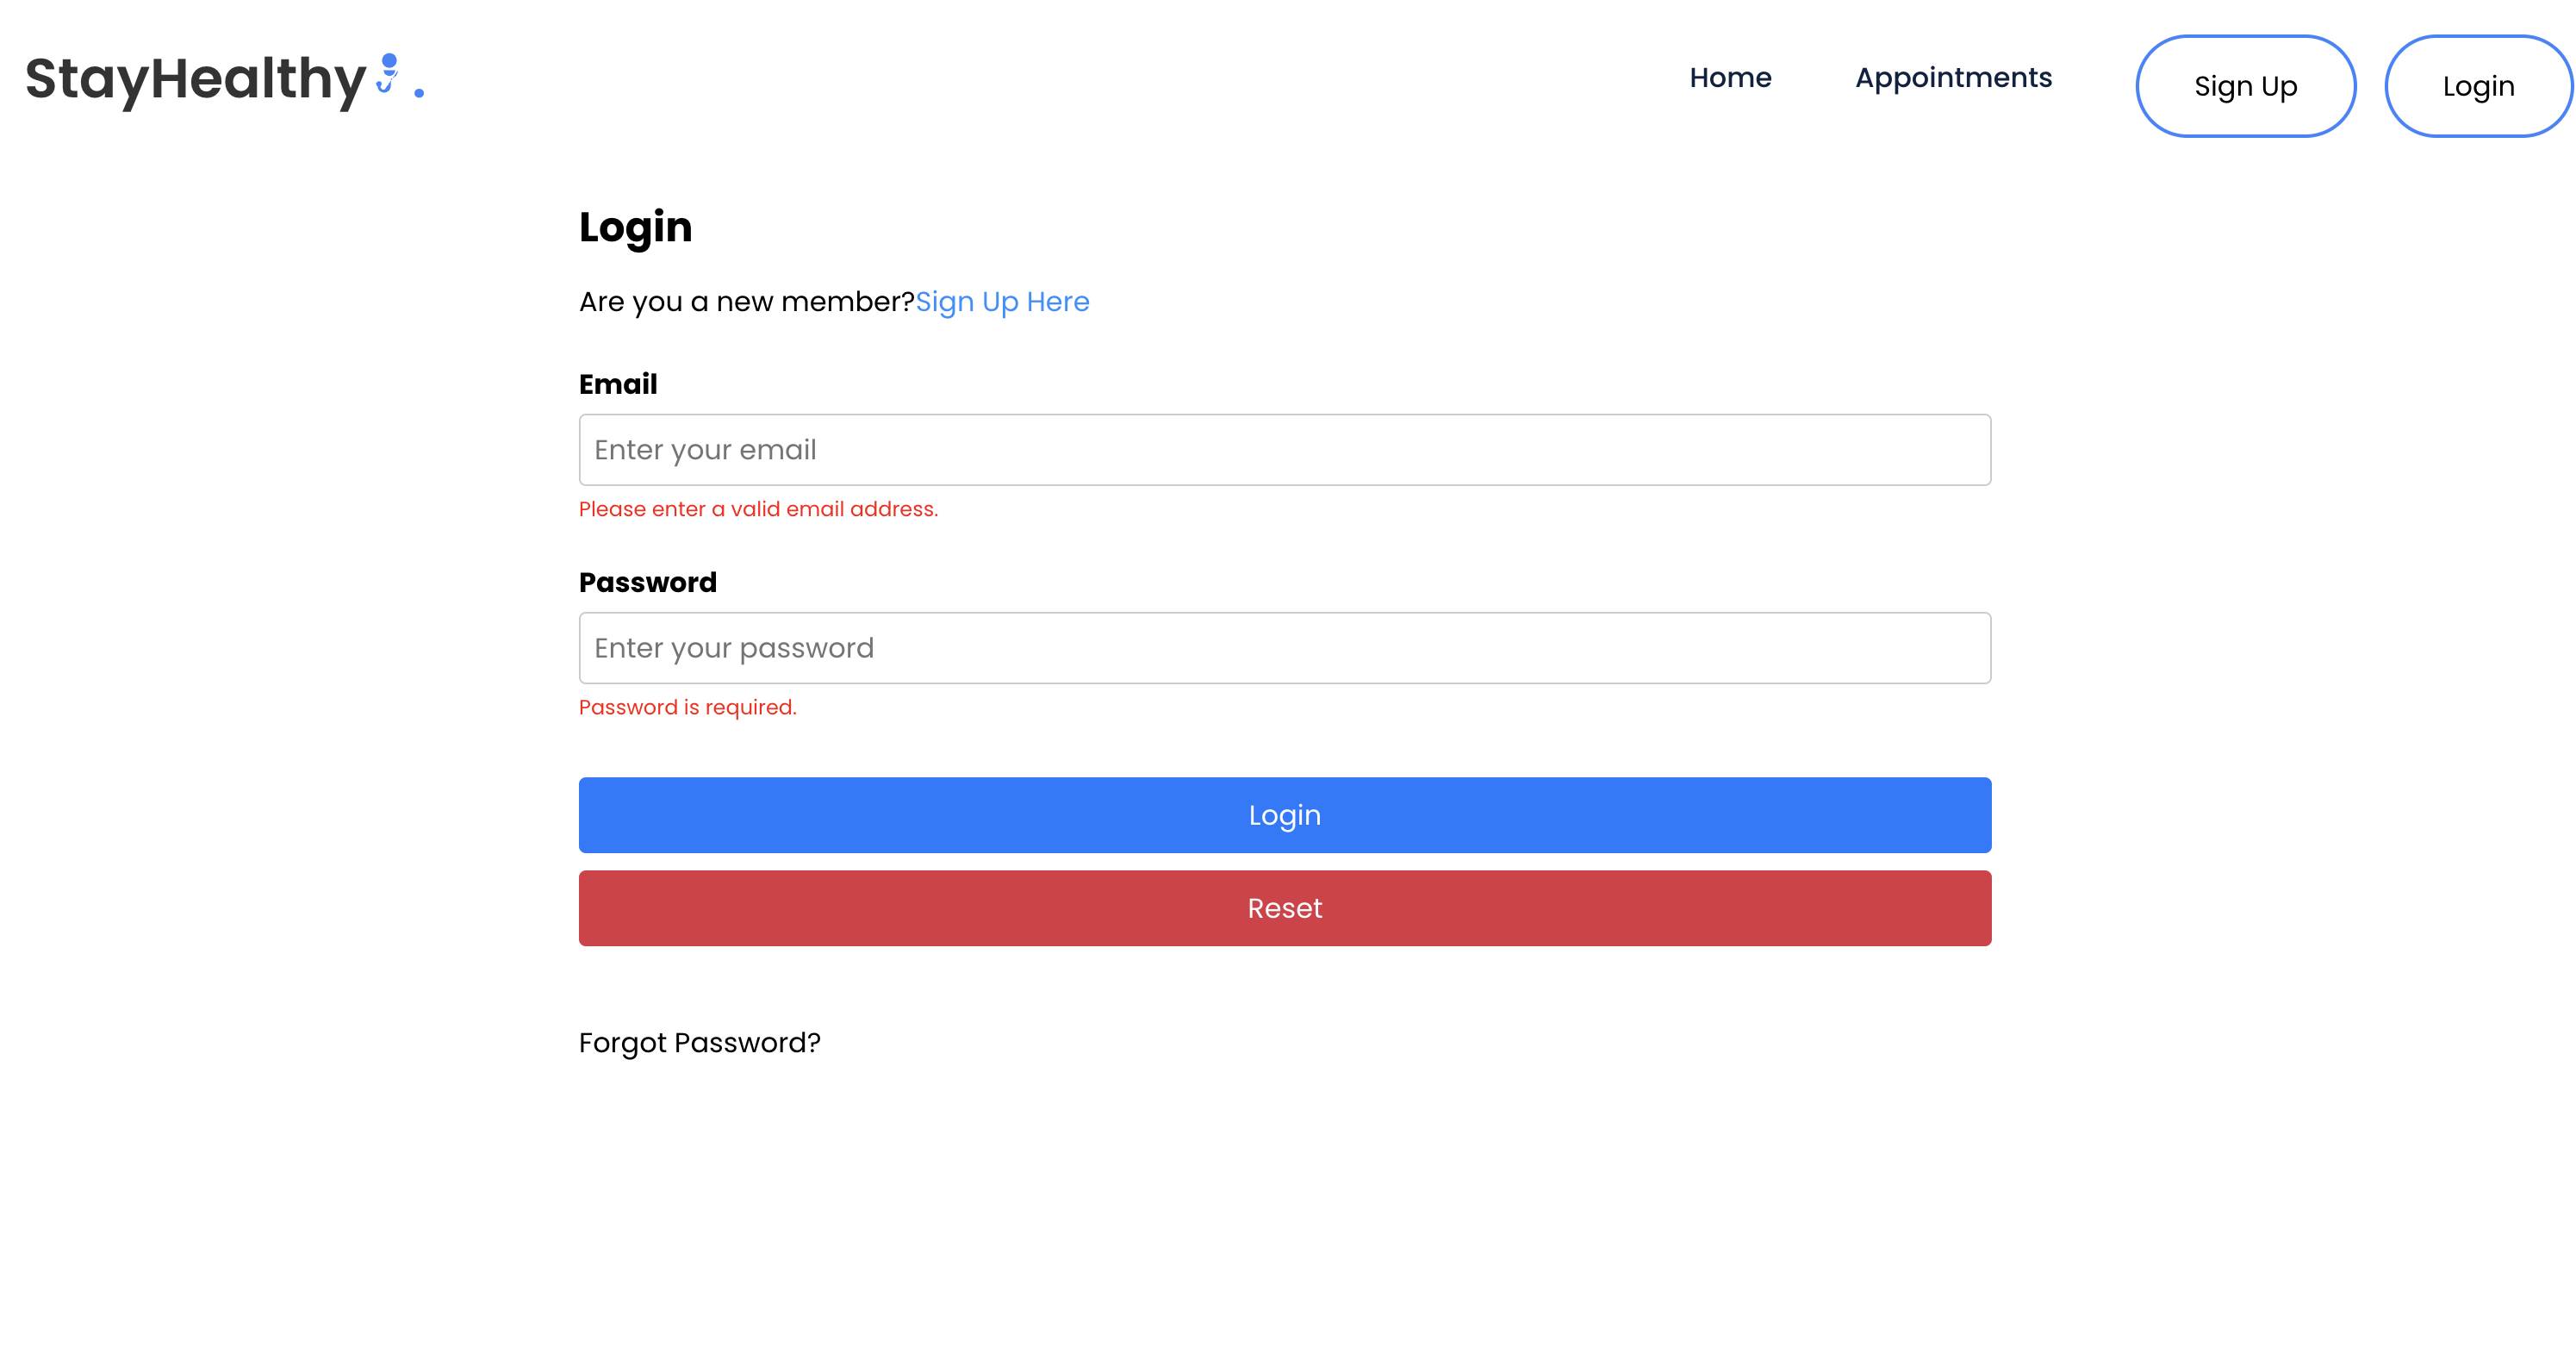 StayHealthy.
Home Appointments Sign Up Login
Login
Are you a new member?Sign Up Here
Email
Enter your email
Please enter a valid email address.
Password
Enter your password
Password is required.
Login
Reset
Forgot Password?